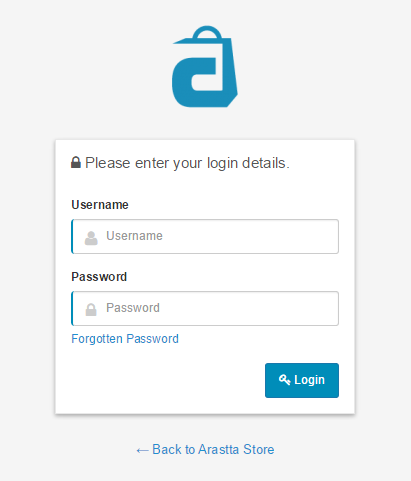 Please enter your login details.
Username
Username
Password
Password
Forgotten Password
Login
← Back to Arastta Store